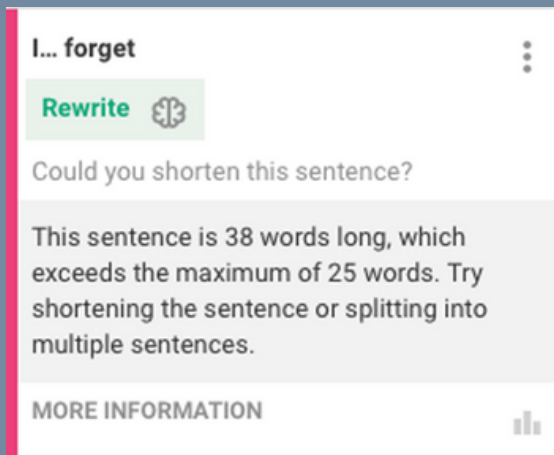 I... forget
Rewrite
Could you shorten this sentence?
This sentence is 38 words long, which
exceeds the maximum of 25 words. Try
shortening the sentence or splitting into
multiple sentences.
MORE INFORMATION